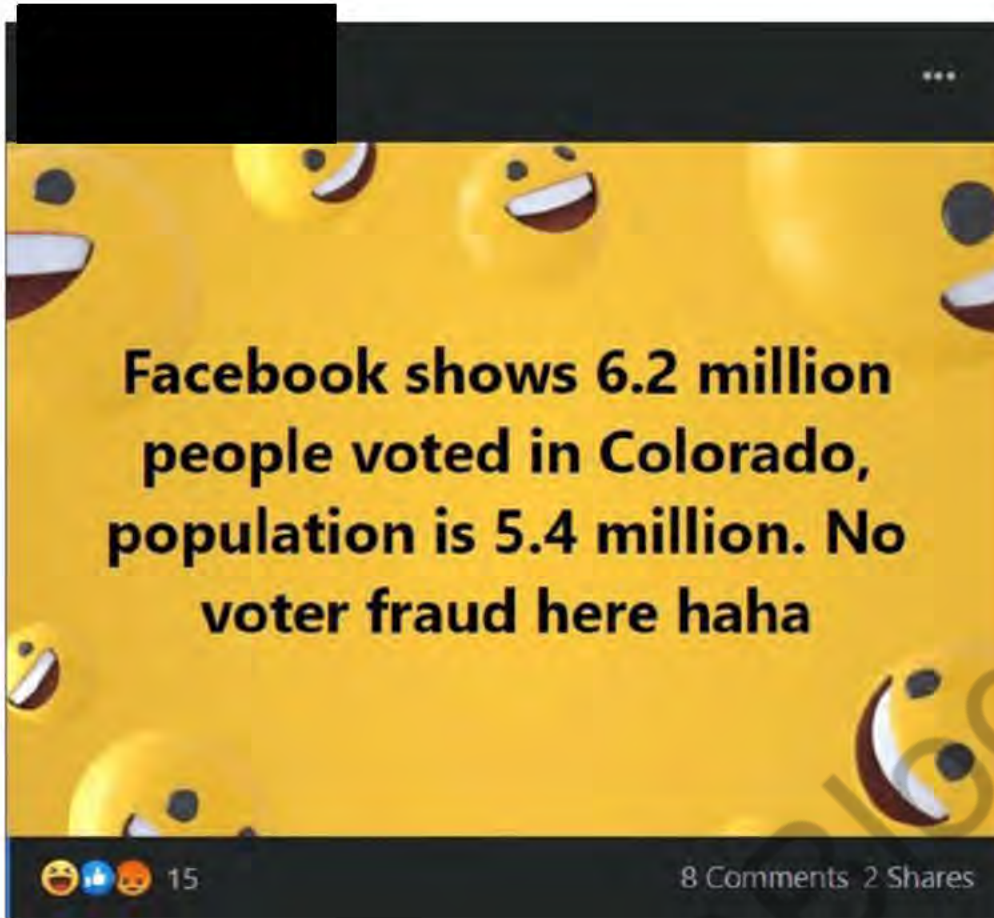 ...
Facebook shows 6.2 million
people voted in Colorado,
population is 5.4 million. No
voter fraud here haha
15
8 Comments 2 Shares